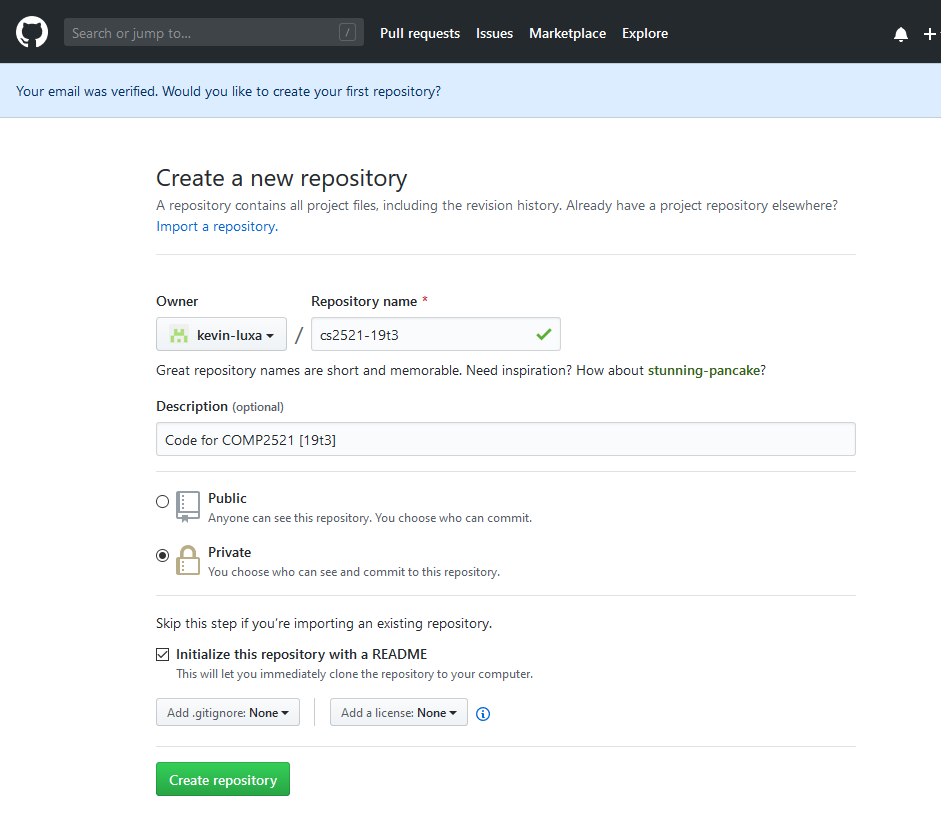 Search or jump to... / Pull requests Issues Marketplace Explore
Your email was verified. Would you like to create your first repository?
Create a new repository
A repository contains all project files, including the revision history. Already have a project repository elsewhere?
Import a repository.
Owner Repository name *
kevin-luxa / cs2521-19t3
Great repository names are short and memorable. Need inspiration? How about stunning-pancake?
Description (optional)
Code for COMP2521 [19t3]
Public
Anyone can see this repository. You choose who can commit.
Private
You choose who can see and commit to this repository.
Skip this step if you’re importing an existing repository.
Initialize this repository with a README
This will let you immediately clone the repository to your computer.
Add .gitignore: None Add a license: None
Create repository